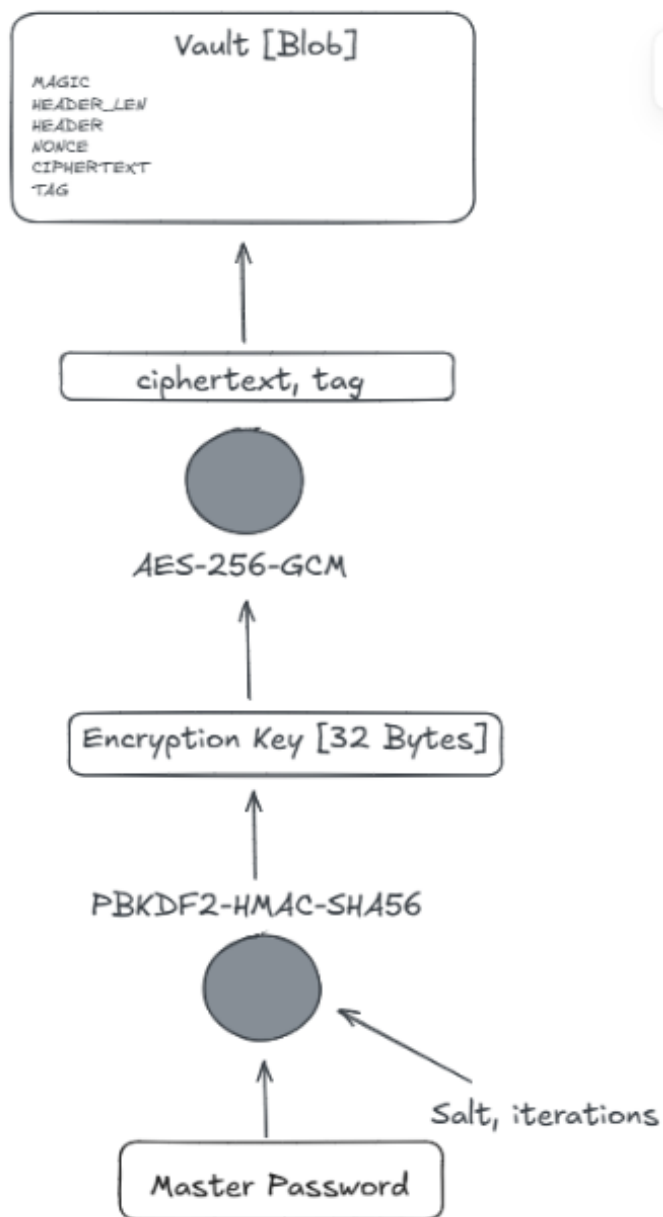 Vault [Blob]
MAGIC
HEADER_LEN
HEADER
NONCE
CIPHERTEXT
TAG
ciphertext, tag
AES-256-GCM
Encryption Key [32 Bytes]
PBKDF2-HMAC-SHA56
Salt, iterations
Master Password